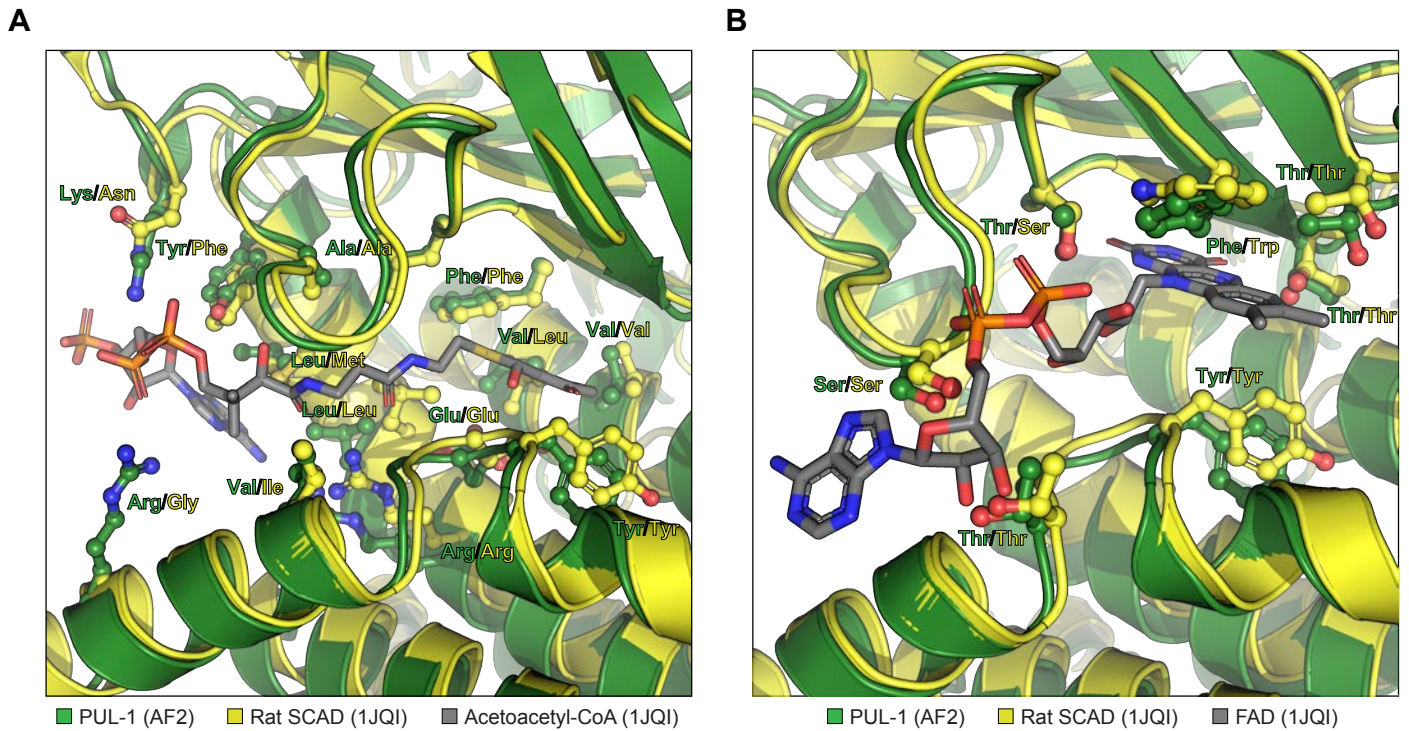 A
B
Lys/Asn
Tyr/Phe
Ala/Ala
Phe/Phe
Val/Leu
Val/Val
Leu/Met
Leu/Leu
Glu/Glu
Arg/Gly
Val/Ile
Arg/Arg
Tyr/Tyr
PUL-1 (AF2) Rat SCAD (1JQI) Acetoacetyl-CoA (1JQI)
Thr/Thr
Thr/Ser
Phe/Trp
Thr/Thr
Ser/Ser
Tyr/Tyr
Thr/Thr
PUL-1 (AF2) Rat SCAD (1JQI) FAD (1JQI)